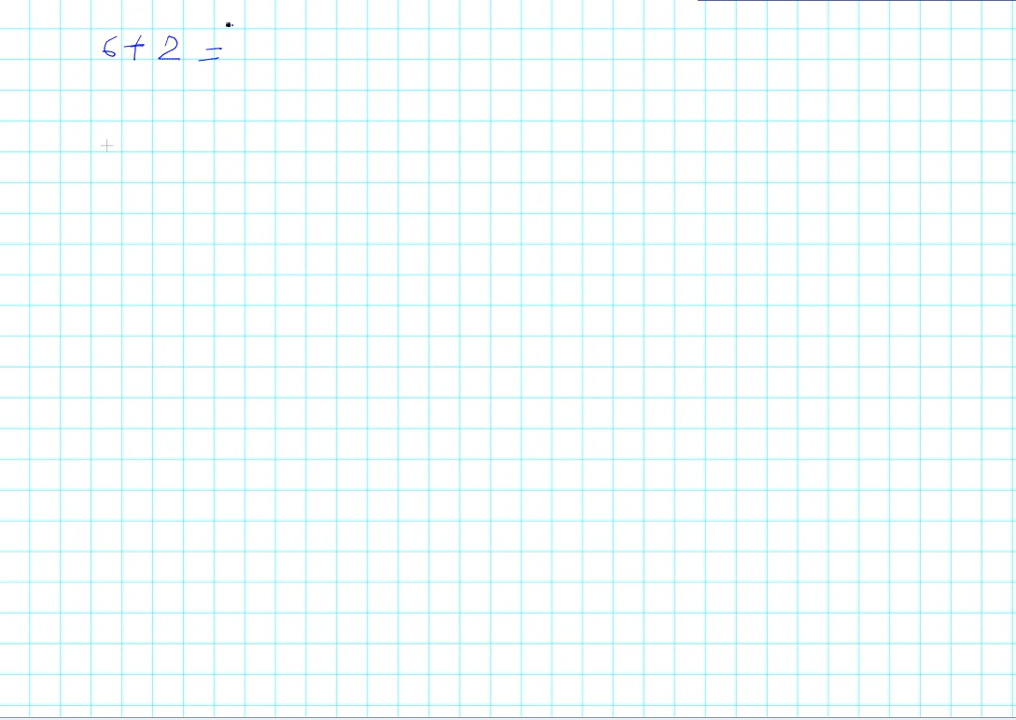 6+2 =